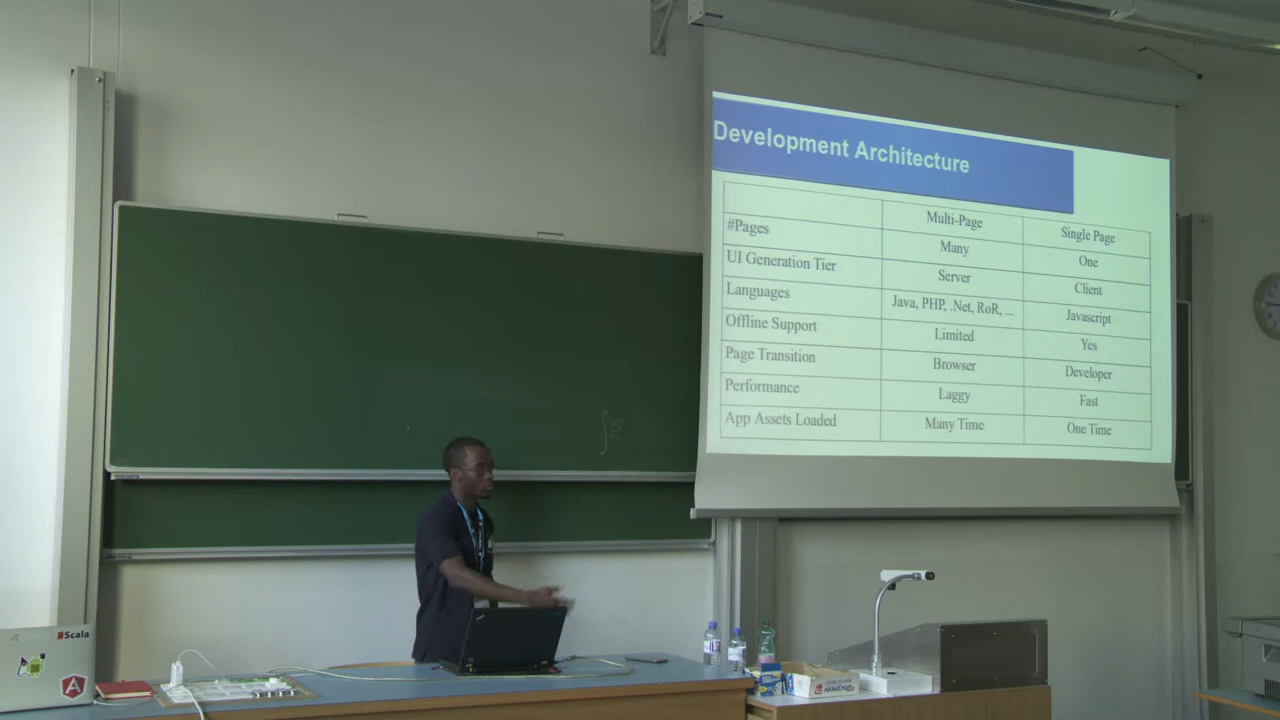 Development Architecture
Multi-Page Single Page
#Pages Many One
UI Generation Tier Server Client
Languages Java, PHP, .Net, RoR, ... Javascript
Offline Support Limited Yes
Page Transition Browser Developer
Performance Laggy Fast
App Assets Loaded Many Time One Time
Scala
A